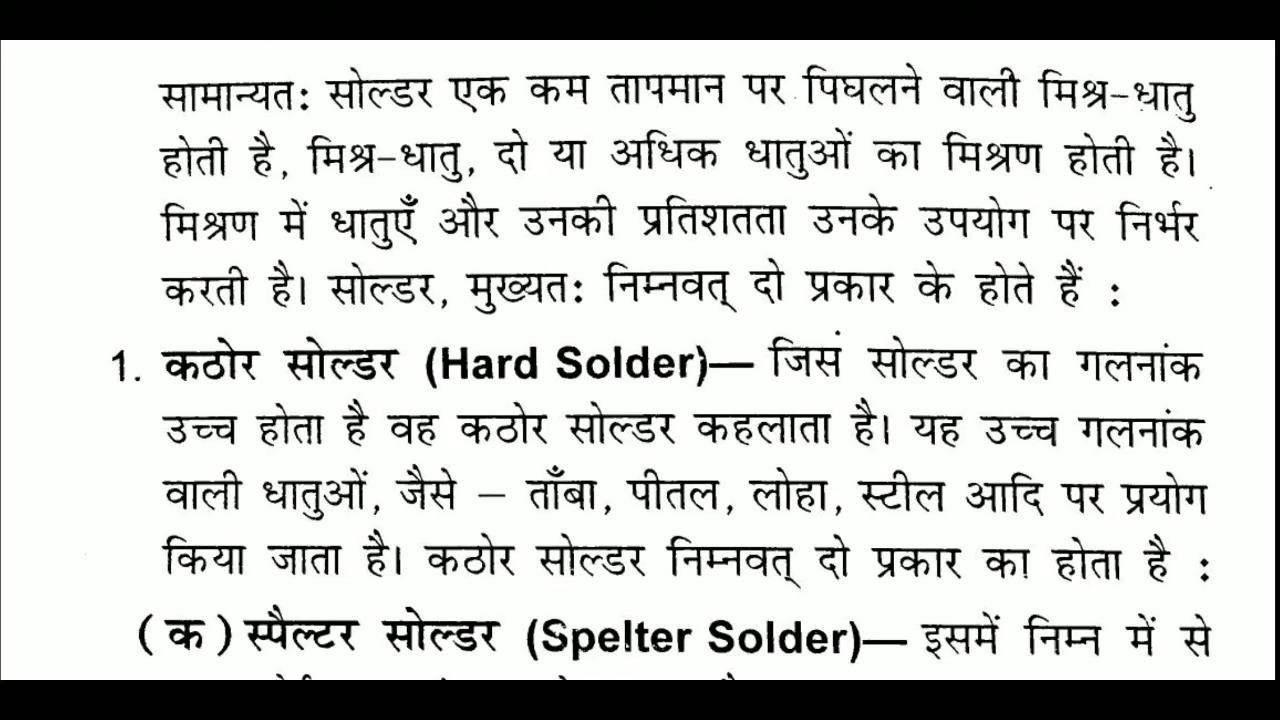 सामान्यत: सोल्डर एक कम तापमान पर पिघलने वाली मिश्र-धातु
होती है, मिश्र-धातु, दो या अधिक धातुओं का मिश्रण होती है।
मिश्रण में धातुएँ और उनकी प्रतिशतता उनके उपयोग पर निर्भर
करती है। सोल्डर, मुख्यत: निम्नवत् दो प्रकार के होते हैं :
1. कठोर सोल्डर (Hard Solder)— जिस सोल्डर का गलनांक
उच्च होता है वह कठोर सोल्डर कहलाता है। यह उच्च गलनांक
वाली धातुओं, जैसे – ताँबा, पीतल, लोहा, स्टील आदि पर प्रयोग
किया जाता है। कठोर सोल्डर निम्नवत् दो प्रकार का होता है :
(क) स्पैल्टर सोल्डर (Spelter Solder)— इसमें निम्न में से